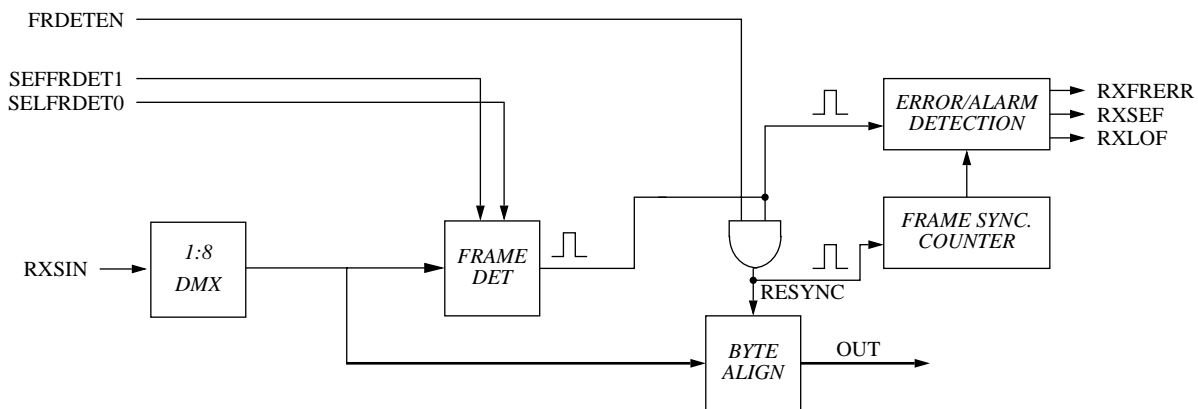 FRDETEN
SEFFRDET1
SELFRDET0
ERROR/ALARM
DETECTION
RXFRERR
RXSEF
RXLOF
FRAME SYNC.
COUNTER
RXSIN
1:8
DMX
FRAME
DET
RESYNC
BYTE
ALIGN
OUT